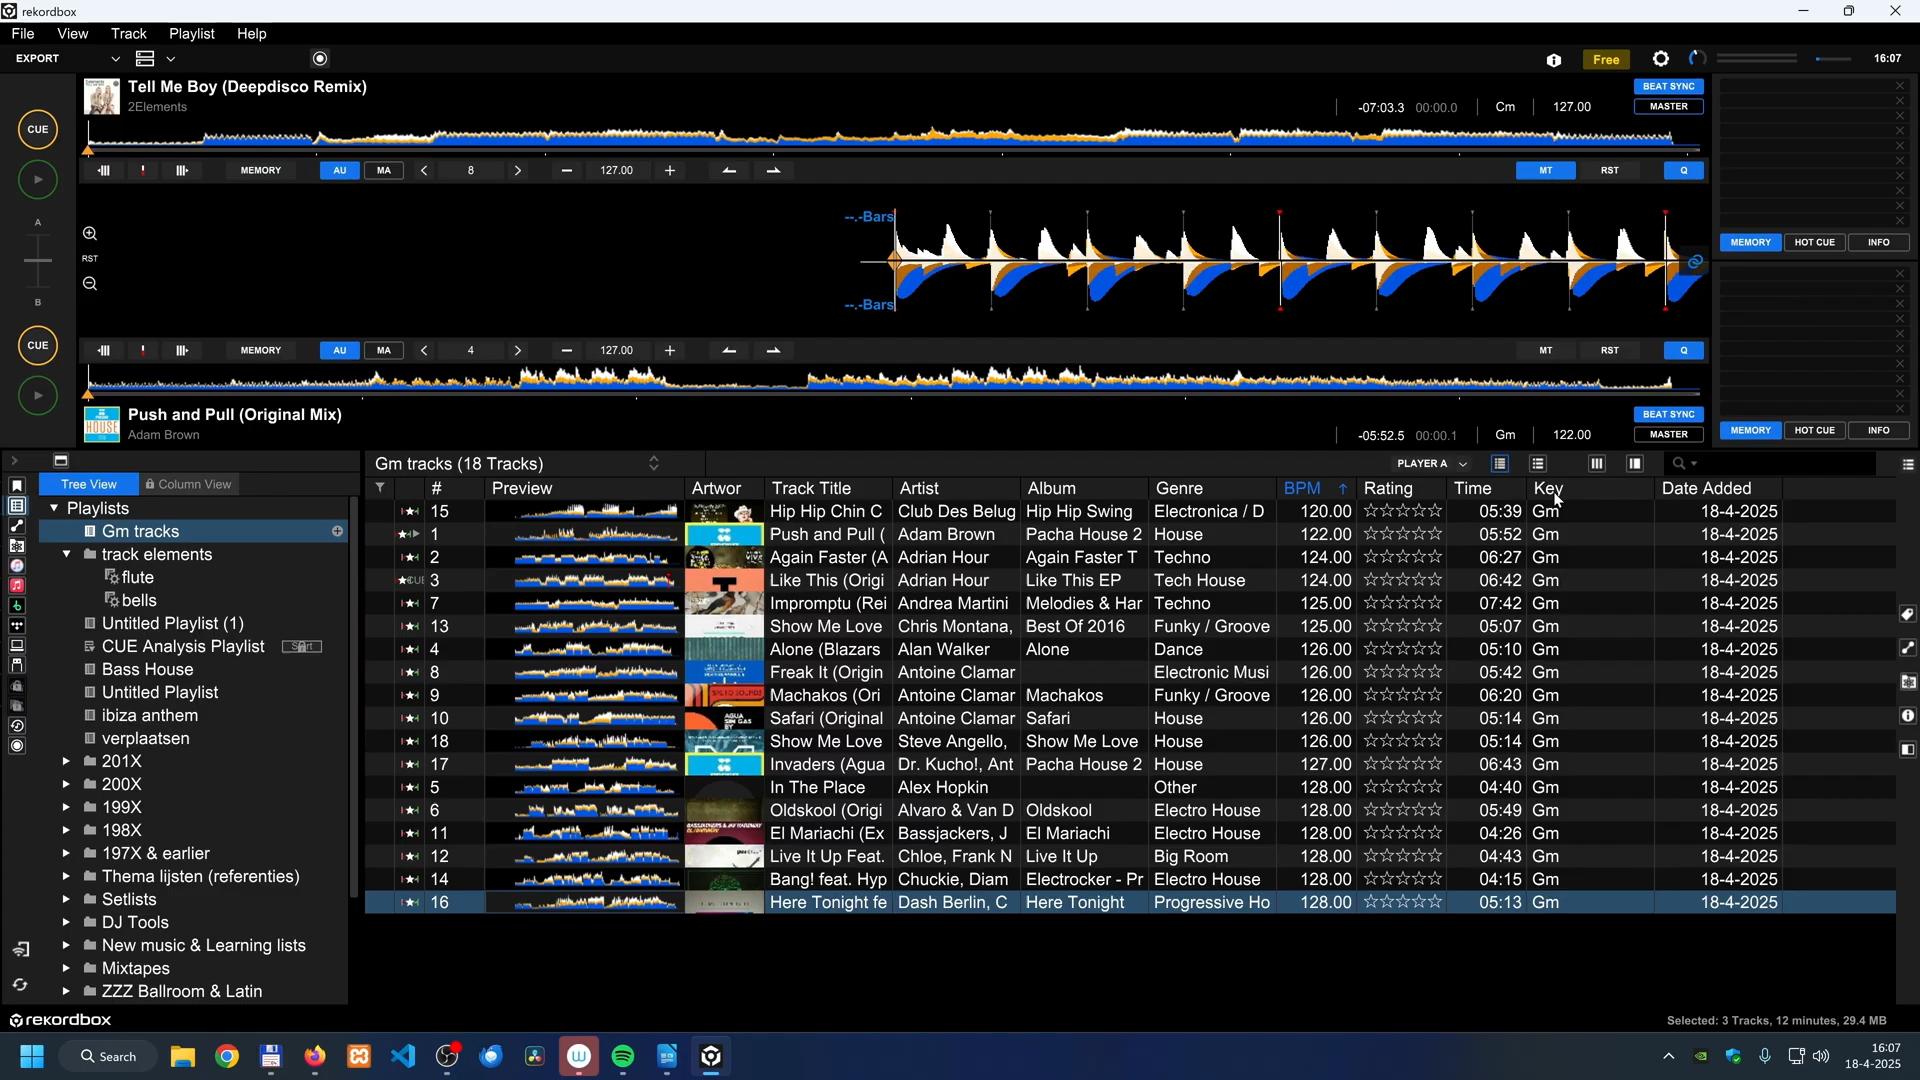 rekordbox
File View Track Playlist Help
EXPORT Free 16:07
Tell Me Boy (Deepdisco Remix)
2Elements
-07:03.3 00:00.0 Cm 127.00 BEAT SYNC MASTER
CUE
MEMORY AU MA 8 127.00 MT RST Q
A
--.-Bars
RST
MEMORY HOT CUE INFO
B
--.-Bars
CUE
MEMORY AU MA 4 127.00 MT RST Q
Push and Pull (Original Mix)
Adam Brown
-05:52.5 00:00.1 Gm 122.00 BEAT SYNC MASTER
MEMORY HOT CUE INFO
Gm tracks (18 Tracks) PLAYER A
Tree View Column View
Playlists
Gm tracks
track elements
flute
bells
Untitled Playlist (1)
CUE Analysis Playlist
Bass House
Untitled Playlist
ibiza anthem
verplaatsen
201X
200X
199X
198X
197X & earlier
Thema lijsten (referenties)
Setlists
DJ Tools
New music & Learning lists
Mixtapes
ZZZ Ballroom & Latin
# Preview Artwor Track Title Artist Album Genre BPM Rating Time Key Date Added
15 Hip Hip Chin C Club Des Belug Hip Hip Swing Electronica / D 120.00 05:39 Gm 18-4-2025
1 Push and Pull ( Adam Brown Pacha House 2 House 122.00 05:52 Gm 18-4-2025
2 Again Faster (A Adrian Hour Again Faster T Techno 124.00 06:27 Gm 18-4-2025
CUE 3 Like This (Origi Adrian Hour Like This EP Tech House 124.00 06:42 Gm 18-4-2025
7 Impromptu (Rei Andrea Martini Melodies & Har Techno 125.00 07:42 Gm 18-4-2025
13 Show Me Love Chris Montana, Best Of 2016 Funky / Groove 125.00 05:07 Gm 18-4-2025
4 Alone (Blazars Alan Walker Alone Dance 126.00 05:10 Gm 18-4-2025
8 Freak It (Origin Antoine Clamar Electronic Musi 126.00 05:42 Gm 18-4-2025
9 Machakos (Ori Antoine Clamar Machakos Funky / Groove 126.00 06:20 Gm 18-4-2025
10 Safari (Original Antoine Clamar Safari House 126.00 05:14 Gm 18-4-2025
18 Show Me Love Steve Angello, Show Me Love House 126.00 05:14 Gm 18-4-2025
17 Invaders (Agua Dr. Kucho!, Ant Pacha House 2 House 127.00 06:43 Gm 18-4-2025
5 In The Place Alex Hopkin Other 128.00 04:40 Gm 18-4-2025
6 Oldskool (Origi Alvaro & Van D Oldskool Electro House 128.00 05:49 Gm 18-4-2025
11 El Mariachi (Ex Bassjackers, J El Mariachi Electro House 128.00 04:26 Gm 18-4-2025
12 Live It Up Feat. Chloe, Frank N Live It Up Big Room 128.00 04:43 Gm 18-4-2025
14 Bang! feat. Hyp Chuckie, Diam Electrocker - Pr Electro House 128.00 04:15 Gm 18-4-2025
16 Here Tonight fe Dash Berlin, C Here Tonight Progressive Ho 128.00 05:13 Gm 18-4-2025
rekordbox
Selected: 3 Tracks, 12 minutes, 29.4 MB
Search
16:07
18-4-2025